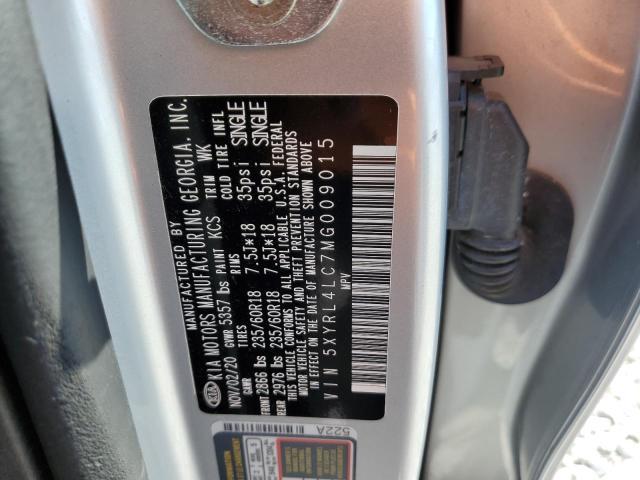 MANUFACTURED BY
KIA KIA MOTORS MANUFACTURING GEORGIA, INC.
NOV/02/20 GVWR 5357 lbs PAINT KCS TRIM WK
GAWR TIRES RIMS COLD TIRE INFL
FRONT 2866 lbs 235/60R18 7.5J*18 35psi SINGLE
REAR 2976 lbs 235/60R18 7.5J*18 35psi SINGLE
THIS VEHICLE CONFORMS TO ALL APPLICABLE U.S.A. FEDERAL
MOTOR VEHICLE SAFETY AND THEFT PREVENTION STANDARDS
IN EFFECT ON THE DATE OF MANUFACTURE SHOWN ABOVE
VIN 5XYRL4LC7MG009015
MPV
522A